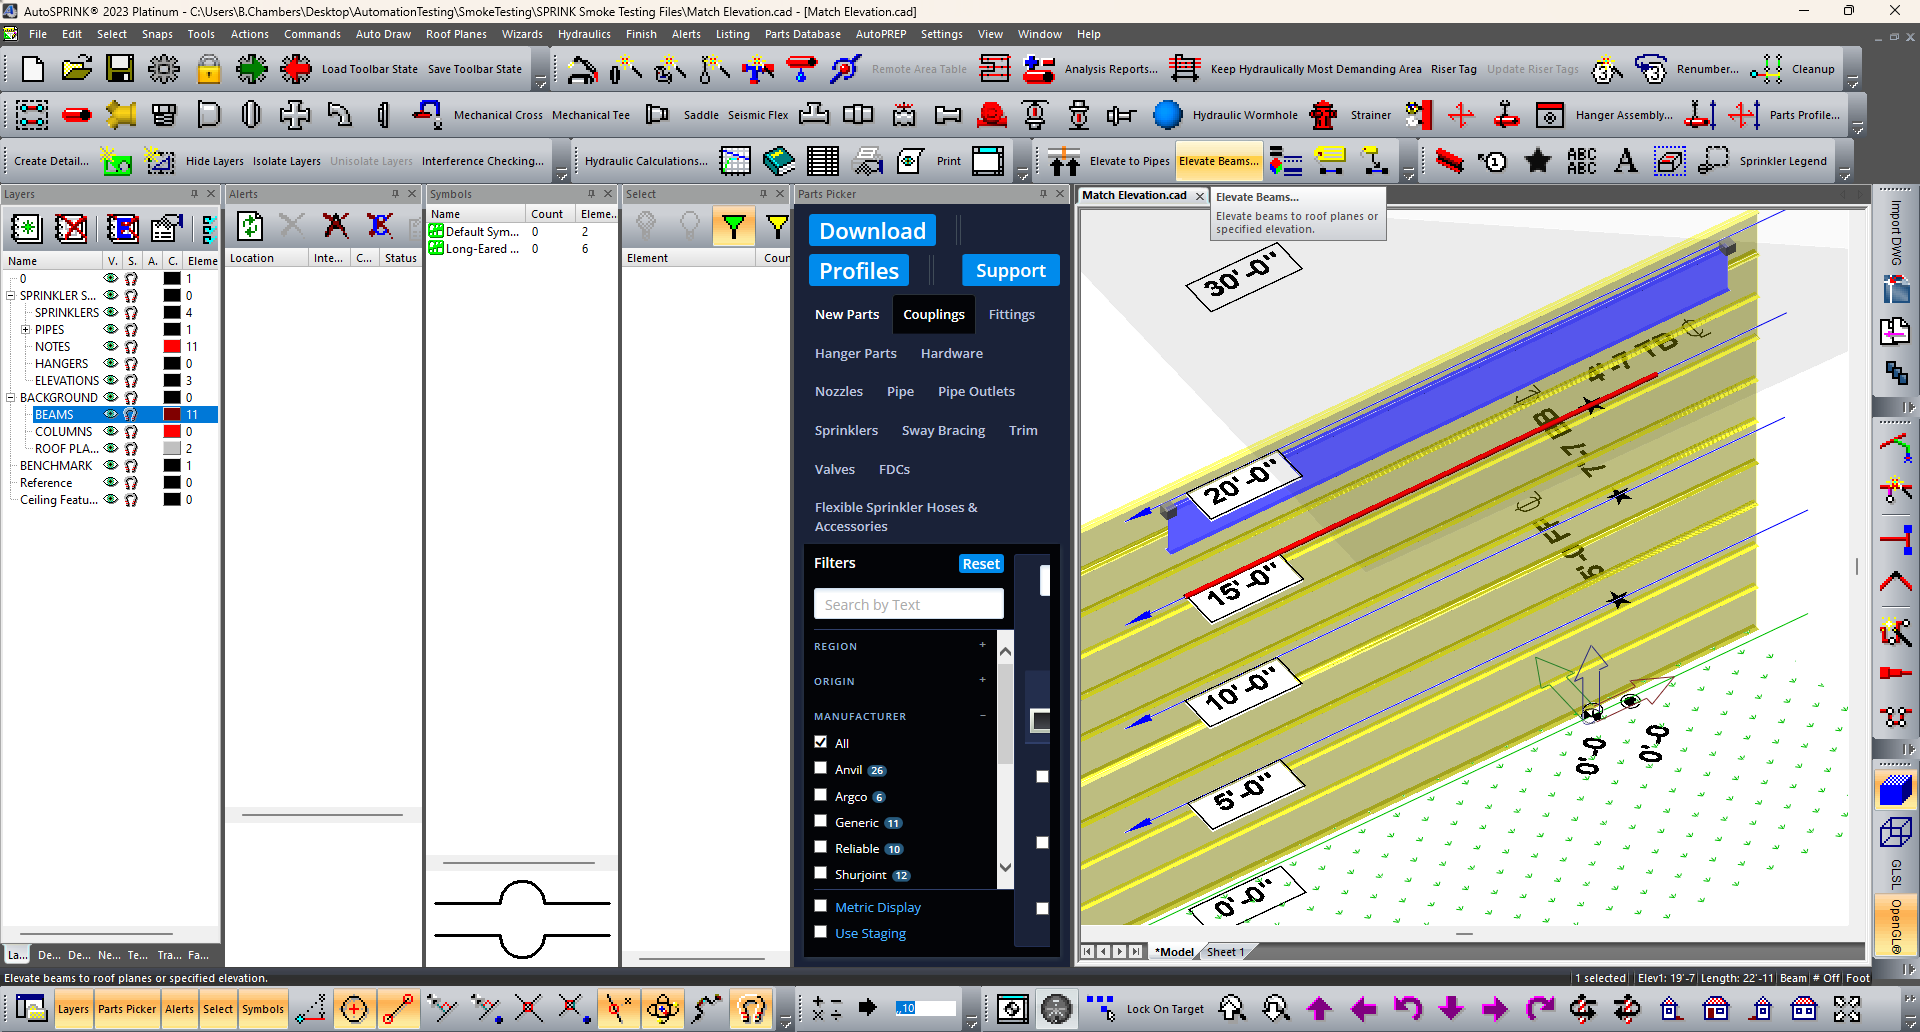 AutoSPRINK® 2023 Platinum - C:\Users\B.Chambers\Desktop\AutomationTesting\SmokeTesting\SPRINK Smoke Testing Files\Match Elevation.cad - [Match Elevation.cad]
File Edit Select Snaps Tools Actions Commands Auto Draw Roof Planes Wizards Hydraulics Finish Alerts Listing Parts Database AutoPREP Settings View Window Help
Load Toolbar State Save Toolbar State Remote Area Table Analysis Reports... Keep Hydraulically Most Demanding Area Riser Tag Update Riser Tags Renumber... Cleanup
Mechanical Cross Mechanical Tee Saddle Seismic Flex Hydraulic Wormhole Strainer Hanger Assembly... Parts Profile...
Create Detail... Hide Layers Isolate Layers Unisolate Layers Interference Checking... Hydraulic Calculations... Print Elevate to Pipes Elevate Beams... ABC ABC A Sprinkler Legend
Layers
Name V. S. A. C. Eleme
0 1
SPRINKLER S... 0
SPRINKLERS 4
PIPES 1
NOTES 11
HANGERS 0
ELEVATIONS 3
BACKGROUND 0
BEAMS 11
COLUMNS 0
ROOF PLA... 2
BENCHMARK 1
Reference 0
Ceiling Featu... 0
La... De... De... Ne... Te... Tra... Fa...
Alerts
Location Inte... C... Status
Symbols
Name Count Eleme...
Default Sym... 0 2
Long-Eared ... 0 6
Select
Element Coun
Parts Picker
Download
Profiles Support
New Parts Couplings Fittings
Hanger Parts Hardware
Nozzles Pipe Pipe Outlets
Sprinklers Sway Bracing Trim
Valves FDCs
Flexible Sprinkler Hoses &
Accessories
Filters Reset
Search by Text
REGION +
ORIGIN +
MANUFACTURER −
All
Anvil 26
Argco 6
Generic 11
Reliable 10
Shurjoint 12
Metric Display
Use Staging
Match Elevation.cad
Elevate Beams...
Elevate beams to roof planes or
specified elevation.
30'-0"
20'-0"
15'-0"
10'-0"
5'-0"
0'-0"
4'-7 TB
7'-7 BB
5'-0 FF
0'-0
0'-0
*Model Sheet 1
Import DWG
GLSL
OpenGL®
Elevate beams to roof planes or specified elevation.
1 selected Elev1: 19'-7 Length: 22'-11 Beam # Off Foot
Layers Parts Picker Alerts Select Symbols ,,10 Lock On Target